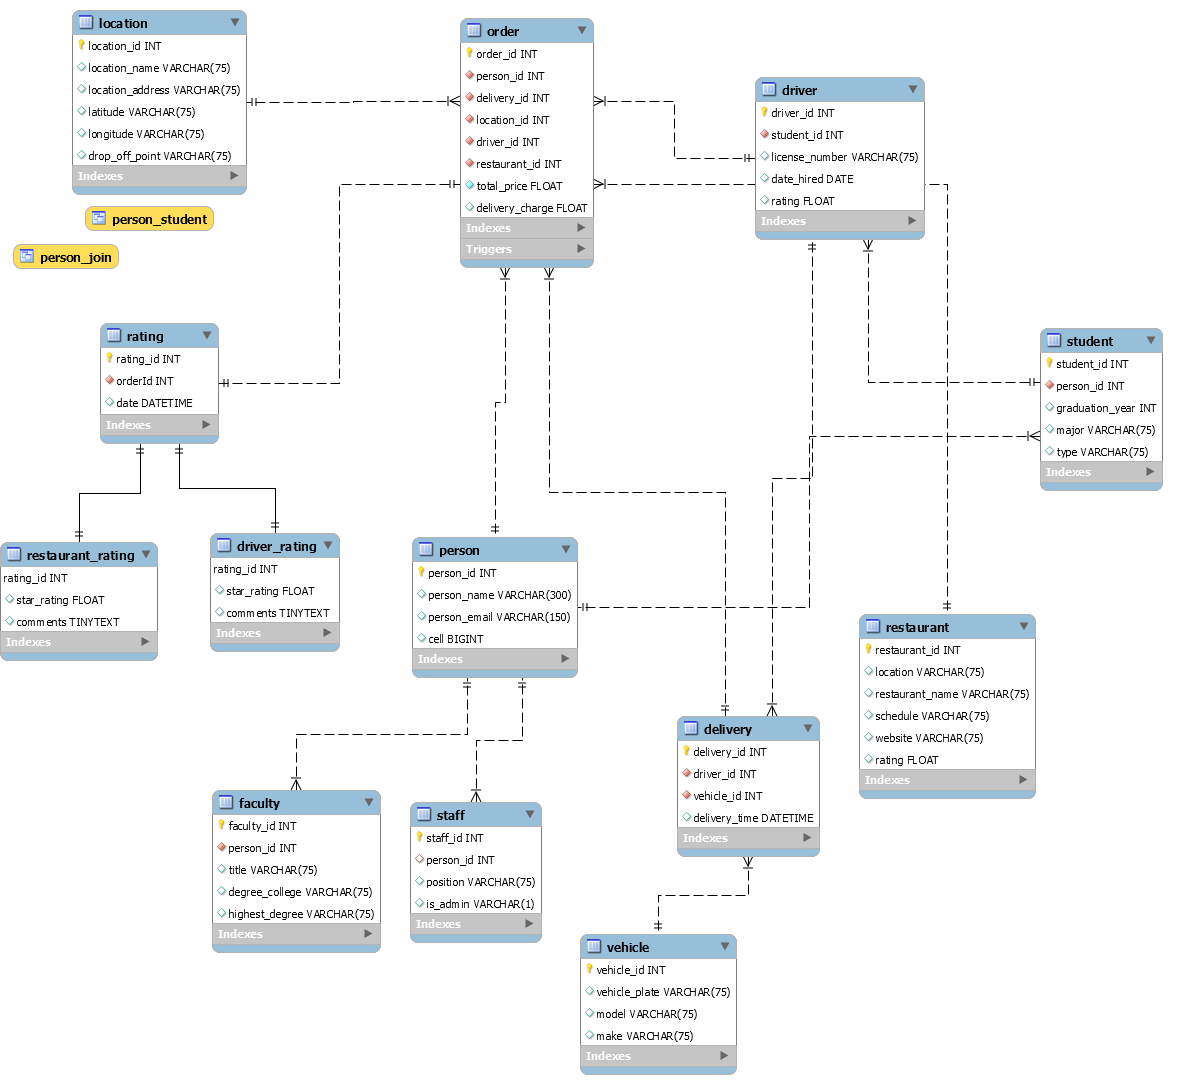 location
location_id INT
location_name VARCHAR(75)
location_address VARCHAR(75)
latitude VARCHAR(75)
longitude VARCHAR(75)
drop_off_point VARCHAR(75)
Indexes
person_student
person_join
order
order_id INT
person_id INT
delivery_id INT
location_id INT
driver_id INT
restaurant_id INT
total_price FLOAT
delivery_charge FLOAT
Indexes
Triggers
driver
driver_id INT
student_id INT
license_number VARCHAR(75)
date_hired DATE
rating FLOAT
Indexes
rating
rating_id INT
orderId INT
date DATETIME
Indexes
student
student_id INT
person_id INT
graduation_year INT
major VARCHAR(75)
type VARCHAR(75)
Indexes
restaurant_rating
rating_id INT
star_rating FLOAT
comments TINYTEXT
Indexes
driver_rating
rating_id INT
star_rating FLOAT
comments TINYTEXT
Indexes
person
person_id INT
person_name VARCHAR(300)
person_email VARCHAR(150)
cell BIGINT
Indexes
restaurant
restaurant_id INT
location VARCHAR(75)
restaurant_name VARCHAR(75)
schedule VARCHAR(75)
website VARCHAR(75)
rating FLOAT
Indexes
delivery
delivery_id INT
driver_id INT
vehicle_id INT
delivery_time DATETIME
Indexes
faculty
faculty_id INT
person_id INT
title VARCHAR(75)
degree_college VARCHAR(75)
highest_degree VARCHAR(75)
Indexes
staff
staff_id INT
person_id INT
position VARCHAR(75)
is_admin VARCHAR(1)
Indexes
vehicle
vehicle_id INT
vehicle_plate VARCHAR(75)
model VARCHAR(75)
make VARCHAR(75)
Indexes